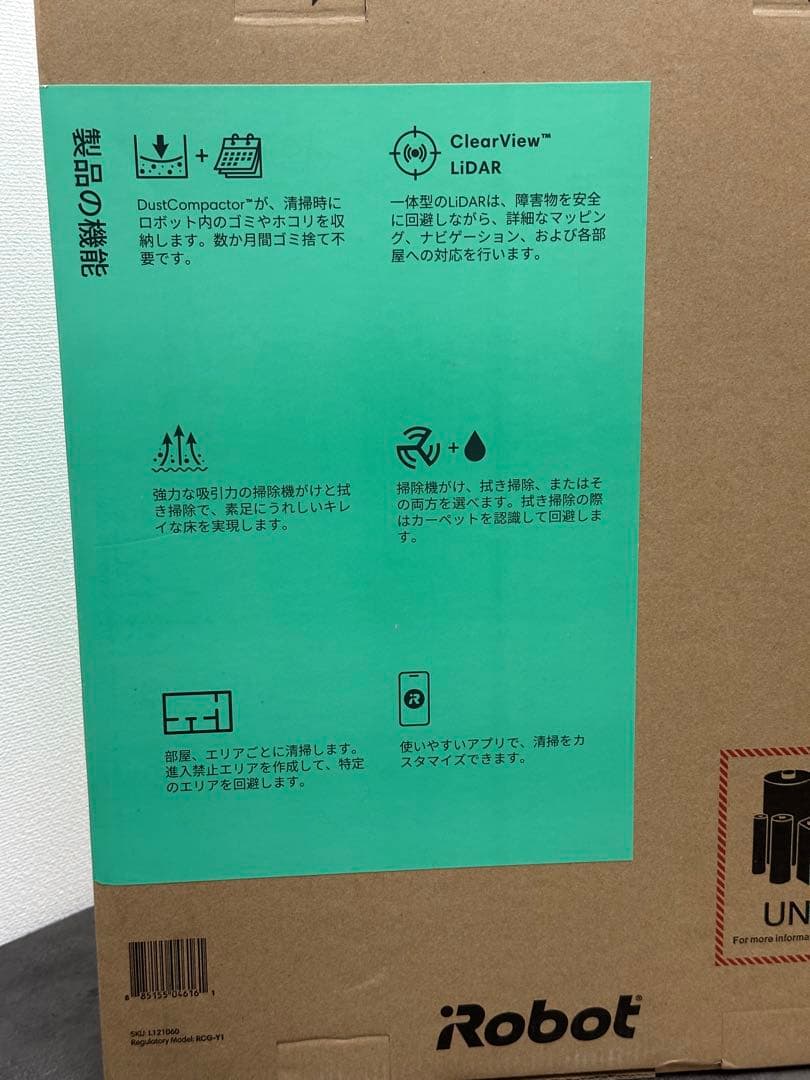 製品の機能
DustCompactor™が、清掃時に
ロボット内のゴミやホコリを収
納します。数か月間ゴミ捨て不
要です。
ClearView™
LiDAR
一体型のLiDARは、障害物を安全
に回避しながら、詳細なマッピン
グ、ナビゲーション、および各部
屋への対応を行います。
強力な吸引力の掃除機がけと拭
き掃除で、素足にうれしいキレ
イな床を実現します。
掃除機がけ、拭き掃除、またはそ
の両方を選べます。拭き掃除の際
はカーペットを認識して回避しま
す。
部屋、エリアごとに清掃します。
進入禁止エリアを作成して、特定
のエリアを回避します。
使いやすいアプリで、清掃をカ
スタマイズできます。
UN
For more informa
8 85155 04616 1
SKU: L121060
Regulatory Model: RCG-Y1
iRobot